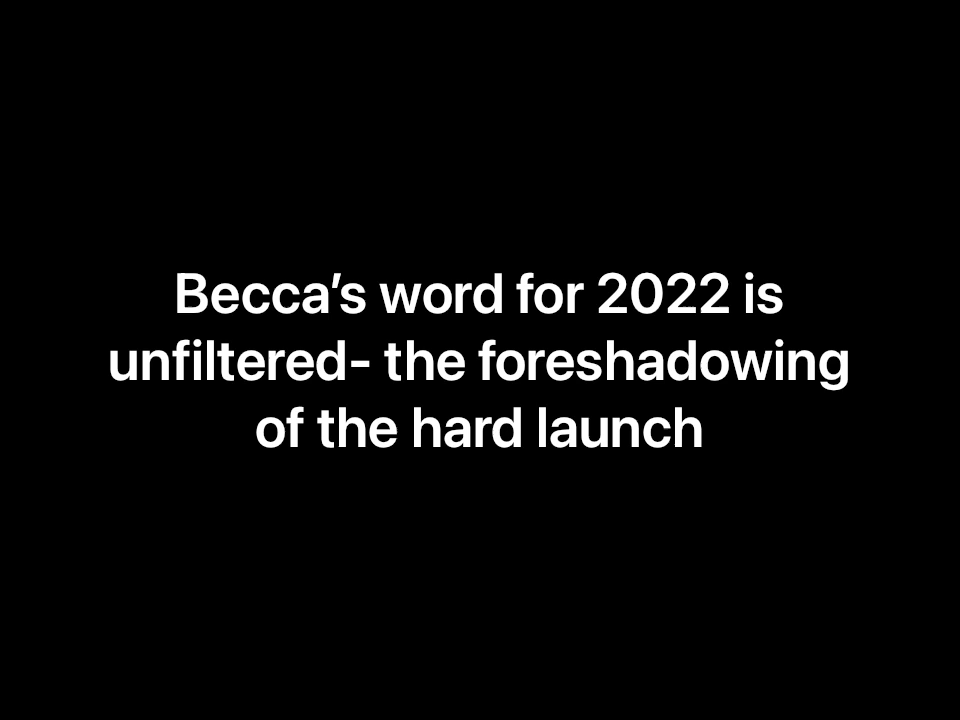 Becca’s word for 2022 is
unfiltered- the foreshadowing
of the hard launch